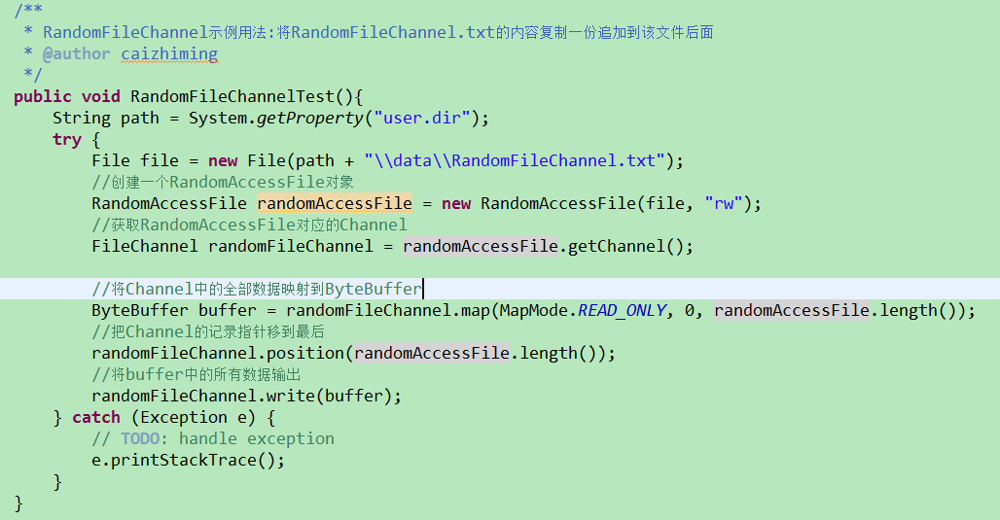 /**
 * RandomFileChannel示例用法:将RandomFileChannel.txt的内容复制一份追加到该文件后面
 * @author caizhiming
 */
public void RandomFileChannelTest(){
    String path = System.getProperty("user.dir");
    try {
        File file = new File(path + "\\data\\RandomFileChannel.txt");
        //创建一个RandomAccessFile对象
        RandomAccessFile randomAccessFile = new RandomAccessFile(file, "rw");
        //获取RandomAccessFile对应的Channel
        FileChannel randomFileChannel = randomAccessFile.getChannel();
        //将Channel中的全部数据映射到ByteBuffer
        ByteBuffer buffer = randomFileChannel.map(MapMode.READ_ONLY, 0, randomAccessFile.length());
        //把Channel的记录指针移到最后
        randomFileChannel.position(randomAccessFile.length());
        //将buffer中的所有数据输出
        randomFileChannel.write(buffer);
    } catch (Exception e) {
        // TODO: handle exception
        e.printStackTrace();
    }
}